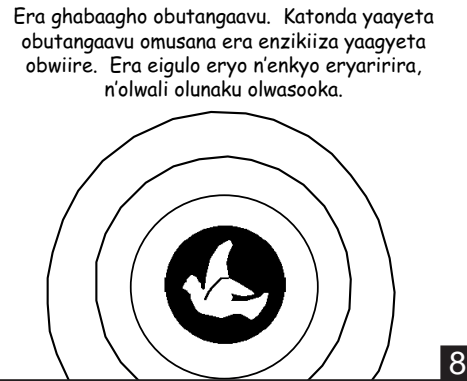 Era ghabaagho obutangaavu.  Katonda yaayeta
obutangaavu omusana era enzikiiza yaagyeta
obwiire.  Era eigulo eryo n'enkyo eryaririra,
n'olwali olunaku olwasooka.
8